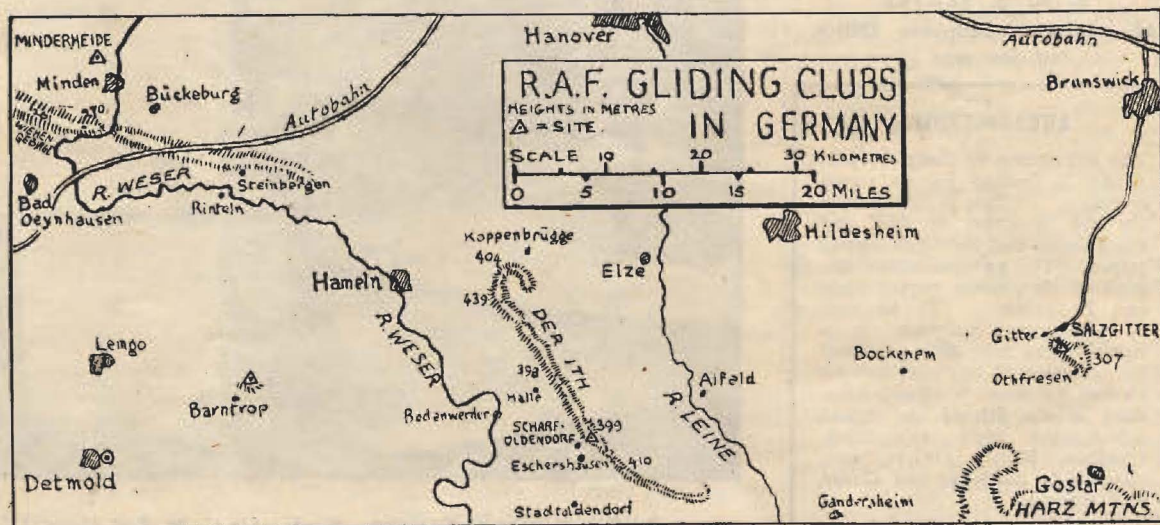 R.A.F. GLIDING CLUBS
HEIGHTS IN METRES
△ = SITE
IN GERMANY
SCALE 10 20 30 KILOMETRES
0 5 10 15 20 MILES
MINDERHEIDE
Minden
Bückeburg
Autobahn
WIEHEN
GEBIRGE
270
R. WESER
Steinbergen
Bad
Oeynhausen
Rinteln
Hanover
Autobahn
Brunswick
Hildesheim
Koppenbrügge
404
Elze
439
DER ITH
Hameln
R. WESER
Gitter
SALZGITTER
307
Othfresen
Bockenem
Lemgo
398
Halle
Alfeld
R. LEINE
Barntrop
Bodenwerder
399
SCHARF-
OLDENDORF
Eschershausen
410
Detmold
Stadtoldendorf
Gandersheim
Goslar
HARZ MTNS.